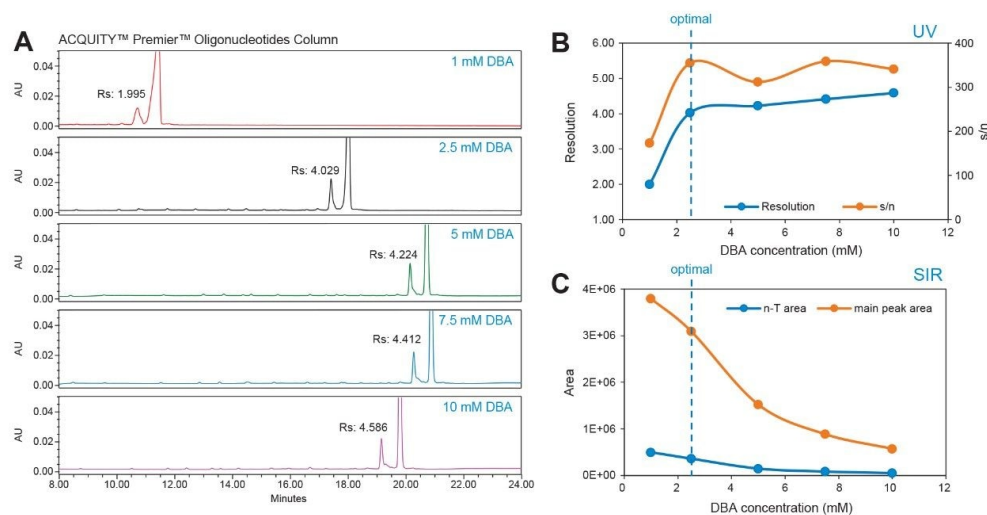 A
ACQUITY™ Premier™ Oligonucleotides Column
AU
0.04
0.02
0.00
Rs: 1.995
1 mM DBA
AU
0.04
0.02
0.00
Rs: 4.029
2.5 mM DBA
AU
0.04
0.02
0.00
Rs: 4.224
5 mM DBA
AU
0.04
0.02
0.00
Rs: 4.412
7.5 mM DBA
AU
0.04
0.02
0.00
Rs: 4.586
10 mM DBA
8.00 10.00 12.00 14.00 16.00 18.00 20.00 22.00 24.00
Minutes
B
optimal
UV
Resolution
6.00
5.00
4.00
3.00
2.00
1.00
400
300
200
100
0
s/n
Resolution s/n
0 2 4 6 8 10 12
DBA concentration (mM)
C
optimal
SIR
Area
4E+06
3E+06
2E+06
1E+06
0E+00
n-T area main peak area
0 2 4 6 8 10 12
DBA concentration (mM)